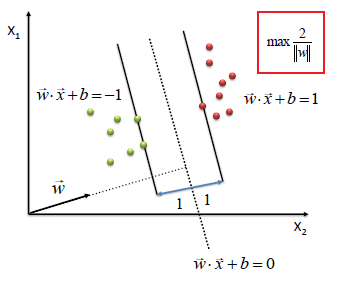 X₁
max 2/‖w‖
w⃗·x⃗+b=−1
w⃗·x⃗+b=1
w⃗
1 1
X₂
w⃗·x⃗+b=0